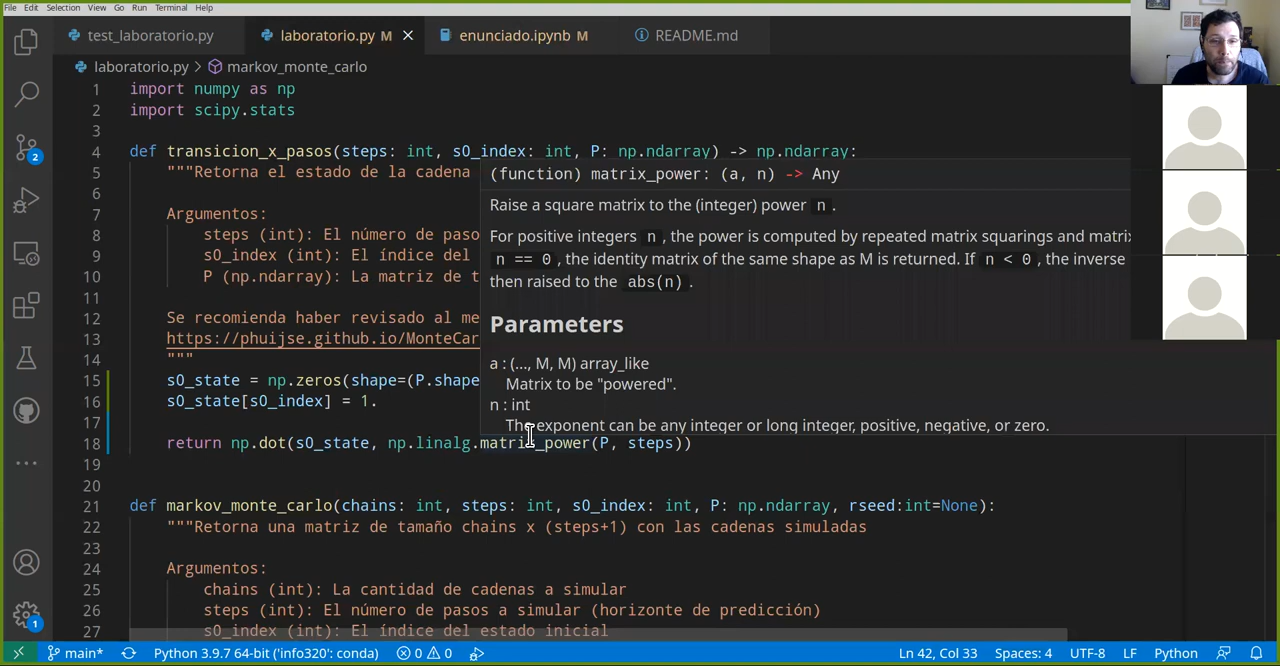 File Edit Selection View Go Run Terminal Help
test_laboratorio.py laboratorio.py M enunciado.ipynb M README.md
laboratorio.py > markov_monte_carlo
1 import numpy as np
2 import scipy.stats
3
4 def transicion_x_pasos(steps: int, s0_index: int, P: np.ndarray) -> np.ndarray:
5 """Retorna el estado de la cadena
(function) matrix_power: (a, n) -> Any
6
Raise a square matrix to the (integer) power n.
7 Argumentos:
8 steps (int): El número de paso
For positive integers n, the power is computed by repeated matrix squarings and matri
9 s0_index (int): El índice del
n == 0, the identity matrix of the same shape as M is returned. If n < 0, the inverse
10 P (np.ndarray): La matriz de t
then raised to the abs(n).
11
12 Se recomienda haber revisado al me
Parameters
13 https://phuijse.github.io/MonteCar
14 """
a : (..., M, M) array_like
15 s0_state = np.zeros(shape=(P.shape
Matrix to be "powered".
16 s0_state[s0_index] = 1.
n : int
17
The exponent can be any integer or long integer, positive, negative, or zero.
18 return np.dot(s0_state, np.linalg.matrix_power(P, steps))
19
20
21 def markov_monte_carlo(chains: int, steps: int, s0_index: int, P: np.ndarray, rseed:int=None):
22 """Retorna una matriz de tamaño chains x (steps+1) con las cadenas simuladas
23
24 Argumentos:
25 chains (int): La cantidad de cadenas a simular
26 steps (int): El número de pasos a simular (horizonte de predicción)
27 s0_index (int): El índice del estado inicial
2
1
main* Python 3.9.7 64-bit ('info320': conda) 0 0 Ln 42, Col 33 Spaces: 4 UTF-8 LF Python